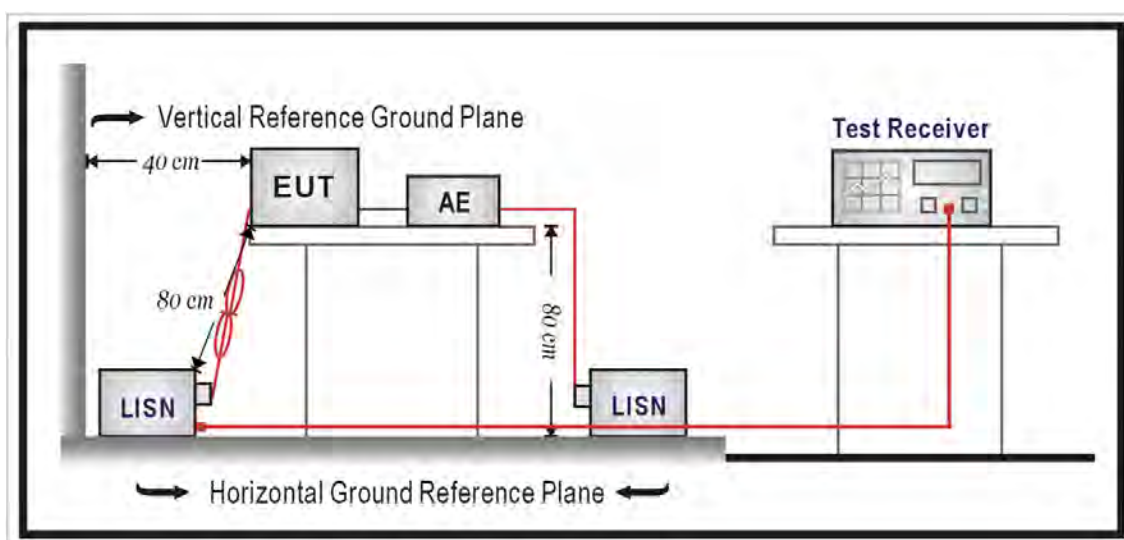 Vertical Reference Ground Plane
Test Receiver
40 cm
EUT
AE
80 cm
80 cm
LISN
LISN
Horizontal Ground Reference Plane